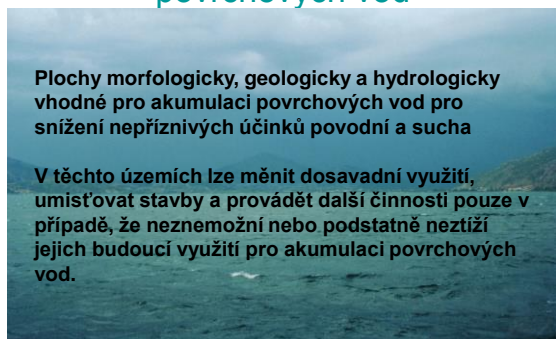 povrchových vod
Plochy morfologicky, geologicky a hydrologicky
vhodné pro akumulaci povrchových vod pro
snížení nepříznivých účinků povodní a sucha
V těchto územích lze měnit dosavadní využití,
umisťovat stavby a provádět další činnosti pouze v
případě, že neznemožní nebo podstatně neztíží
jejich budoucí využití pro akumulaci povrchových
vod.